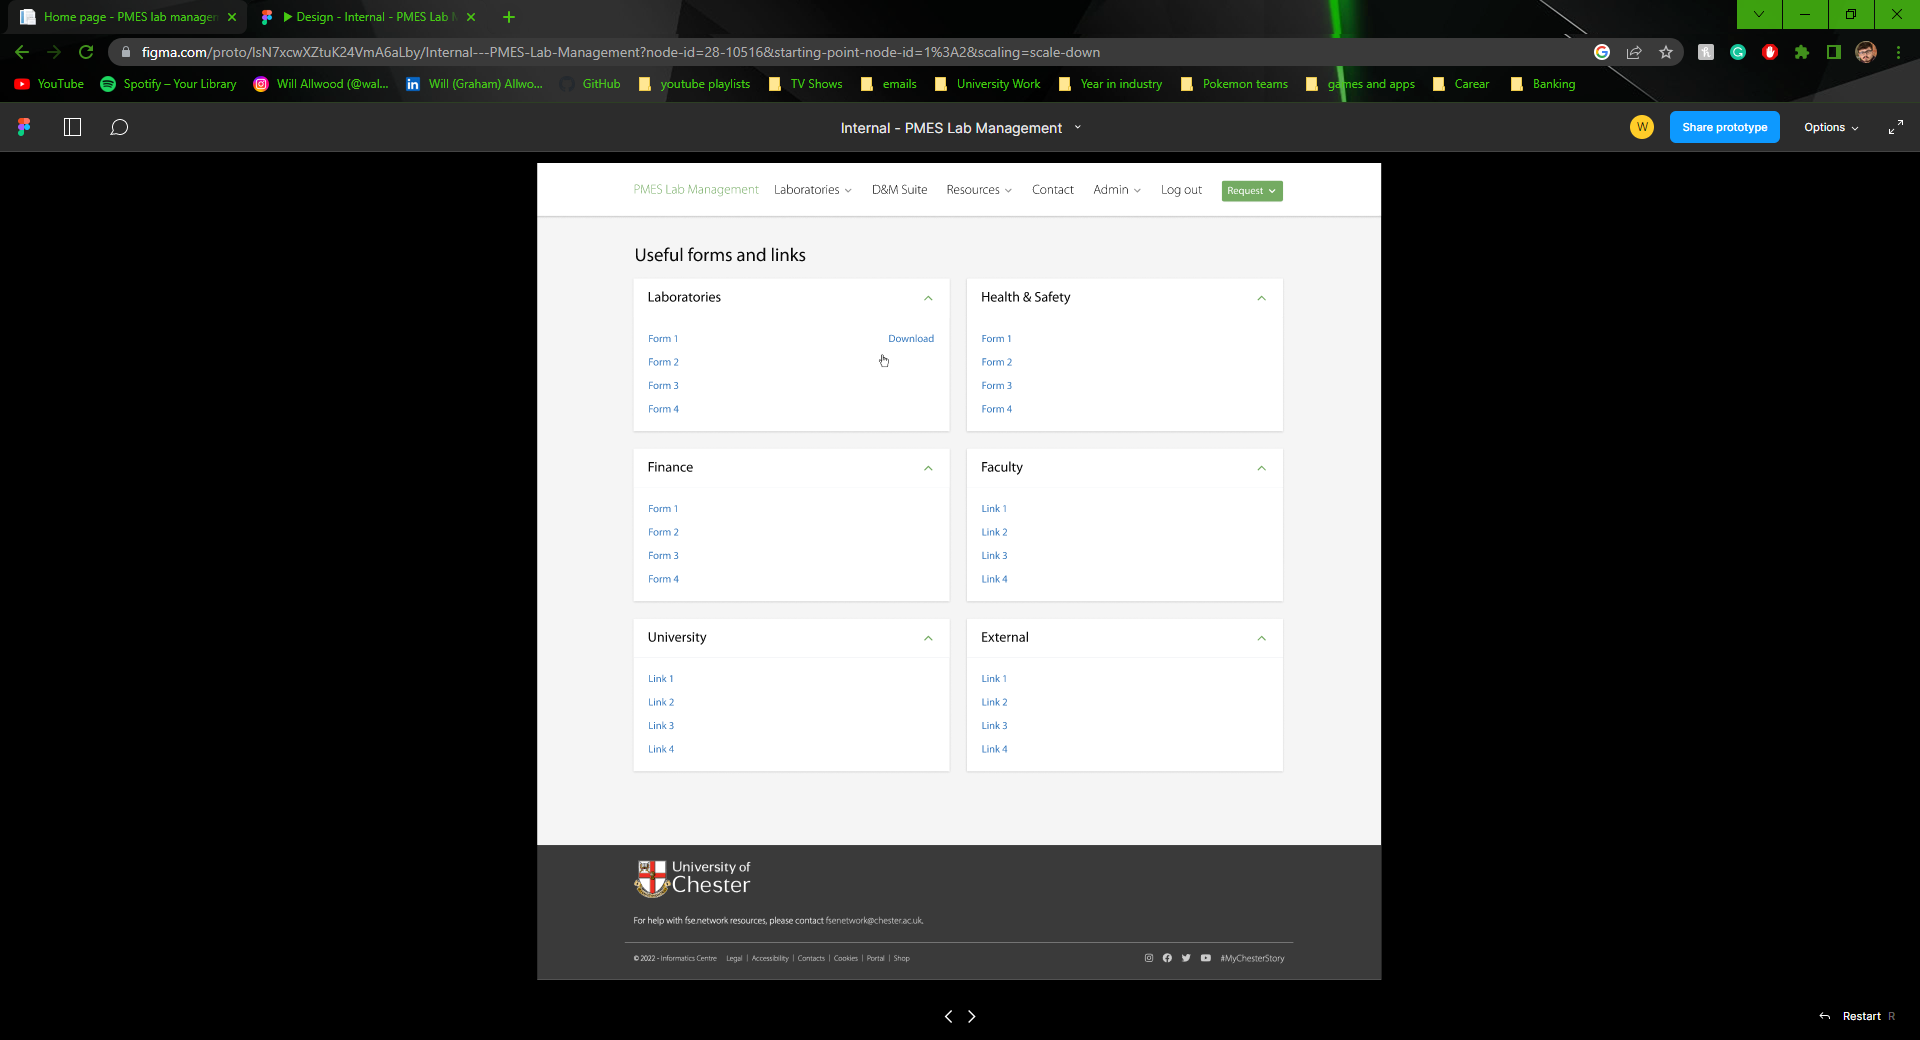 Home page - PMES lab managen
Design - Internal - PMES Lab M
figma.com/proto/lsN7xcwXZtuK24VmA6aLby/Internal---PMES-Lab-Management?node-id=28-10516&starting-point-node-id=1%3A2&scaling=scale-down
YouTube Spotify – Your Library Will Allwood (@wal... Will (Graham) Allwo... GitHub youtube playlists TV Shows emails University Work Year in industry Pokemon teams games and apps Carear Banking
Internal - PMES Lab Management
W
Share prototype
Options
PMES Lab Management Laboratories D&M Suite Resources Contact Admin Log out Request
Useful forms and links
Laboratories
Form 1 Download
Form 2
Form 3
Form 4
Health & Safety
Form 1
Form 2
Form 3
Form 4
Finance
Form 1
Form 2
Form 3
Form 4
Faculty
Link 1
Link 2
Link 3
Link 4
University
Link 1
Link 2
Link 3
Link 4
External
Link 1
Link 2
Link 3
Link 4
University of
Chester
For help with fse.network resources, please contact fsenetwork@chester.ac.uk.
© 2022 - Informatics Centre Legal | Accessibility | Contacts | Cookies | Portal | Shop
#MyChesterStory
Restart R